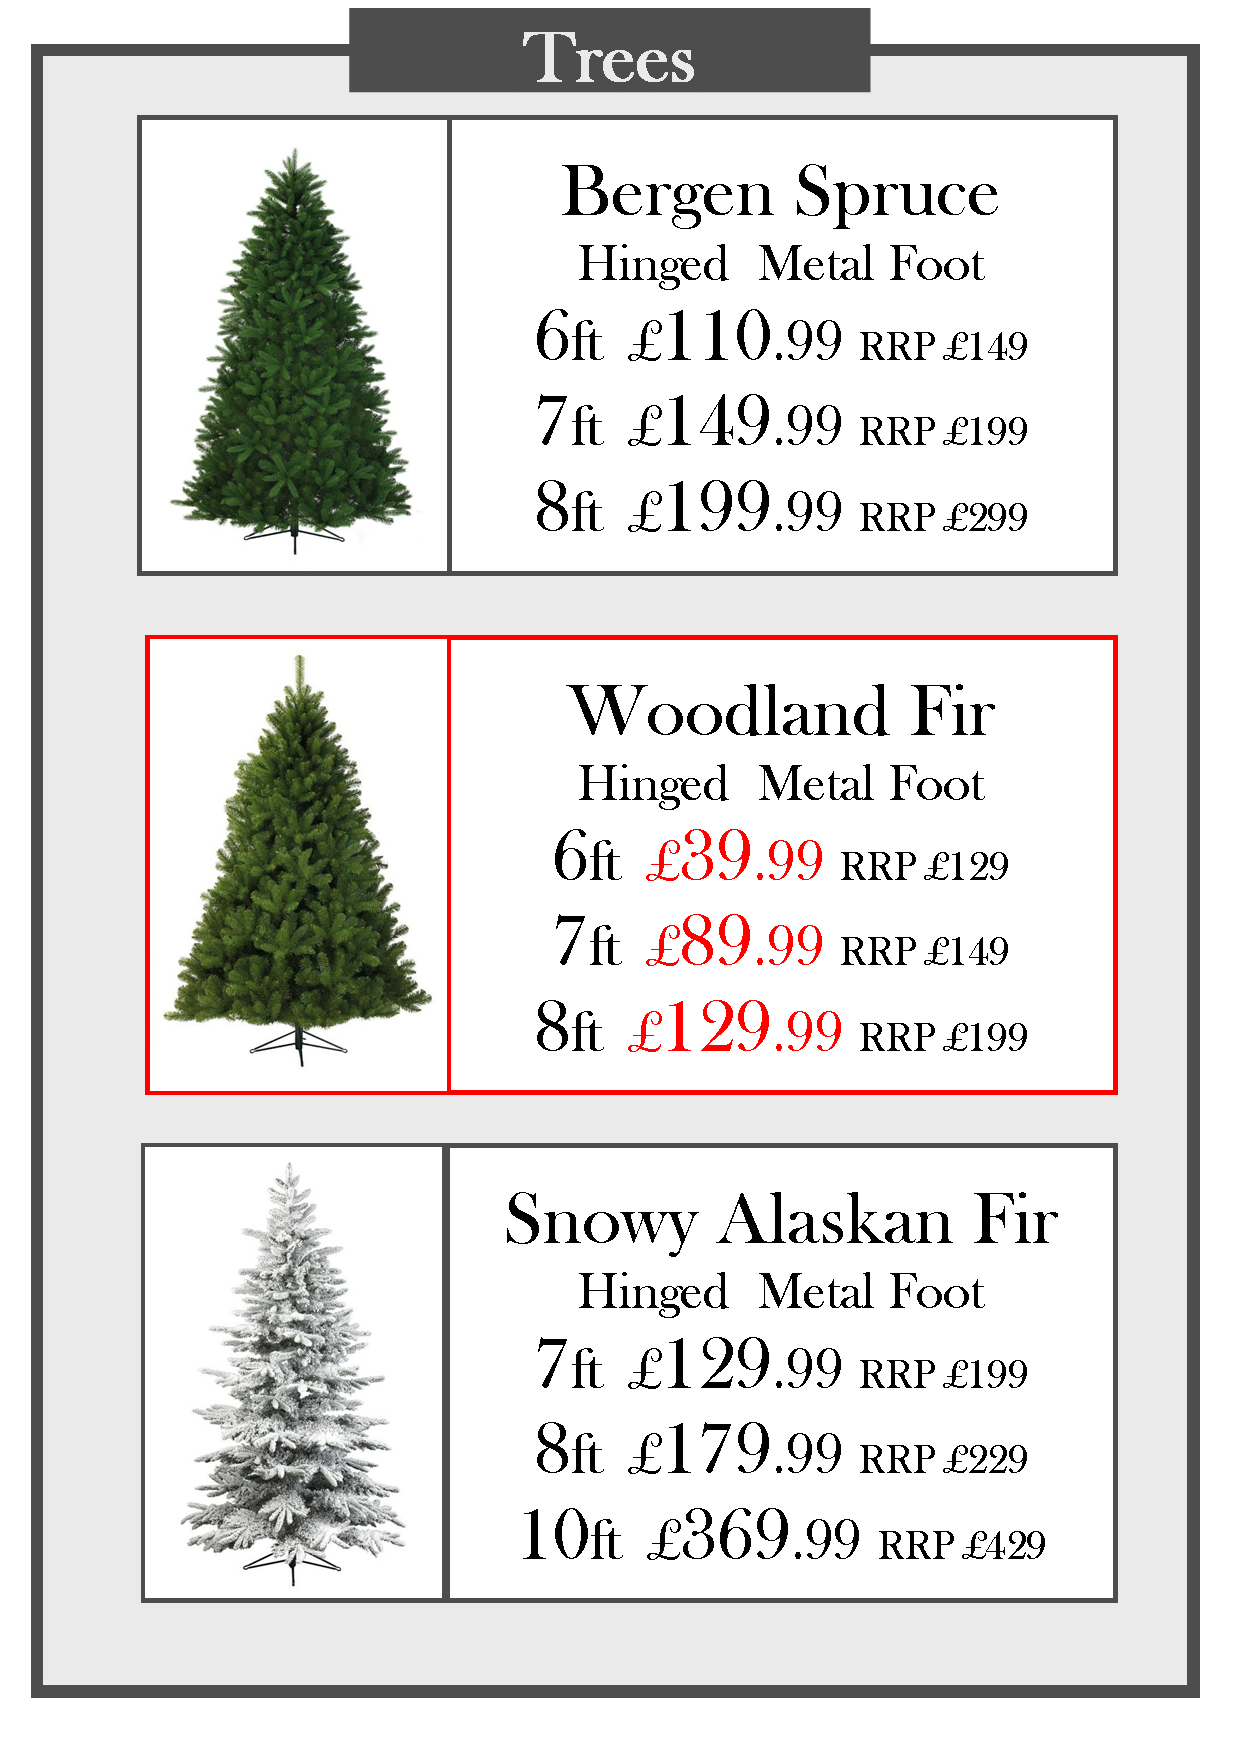 Trees
Bergen Spruce
Hinged Metal Foot
6ft £110.99 RRP £149
7ft £149.99 RRP £199
8ft £199.99 RRP £299
Woodland Fir
Hinged Metal Foot
6ft £39.99 RRP £129
7ft £89.99 RRP £149
8ft £129.99 RRP £199
Snowy Alaskan Fir
Hinged Metal Foot
7ft £129.99 RRP £199
8ft £179.99 RRP £229
10ft £369.99 RRP £429